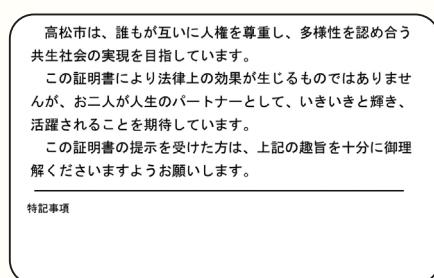 高松市は、誰もが互いに人権を尊重し、多様性を認め合う
共生社会の実現を目指しています。
　この証明書により法律上の効果が生じるものではありませ
んが、お二人が人生のパートナーとして、いきいきと輝き、
活躍されることを期待しています。
　この証明書の提示を受けた方は、上記の趣旨を十分に御理
解くださいますようお願いします。
特記事項